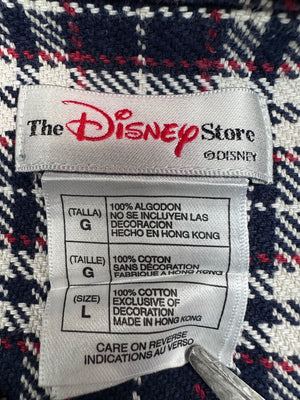 The Disney Store
©DISNEY
(TALLA)
G
100% ALGODON
NO SE INCLUYEN LAS
DECORACION
HECHO EN HONG KONG
(TAILLE)
G
100% COTON
SANS DÉCORATION
FABRIQUE A HONG KONG
(SIZE)
L
100% COTTON
EXCLUSIVE OF
DECORATION
MADE IN HONG KONG
CARE ON REVERSE
INDICATIONS AU VERSO